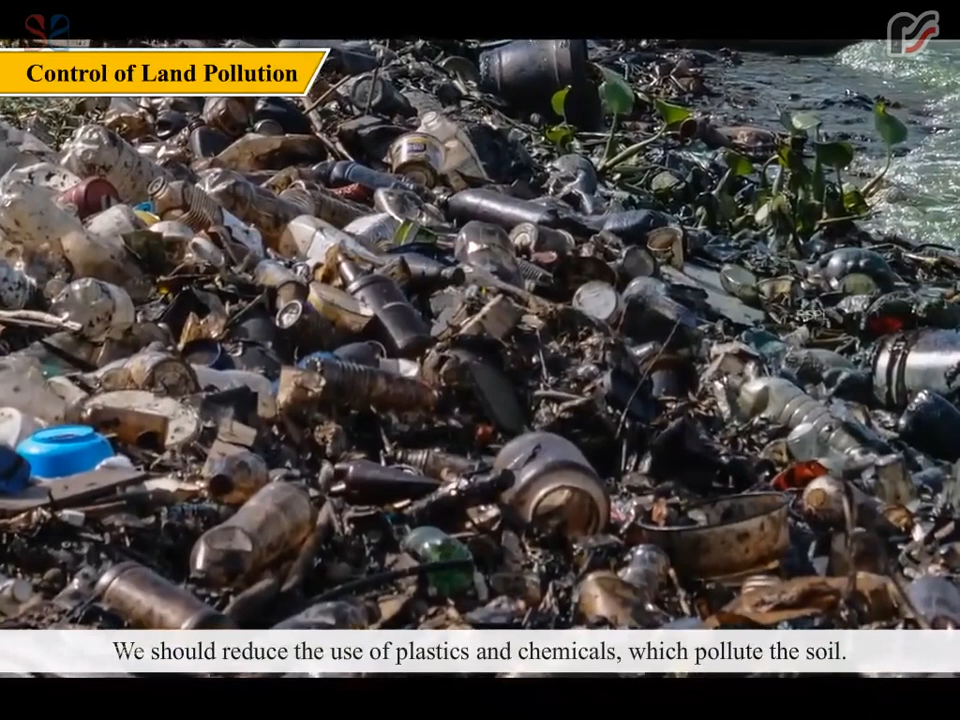 Control of Land Pollution
We should reduce the use of plastics and chemicals, which pollute the soil.